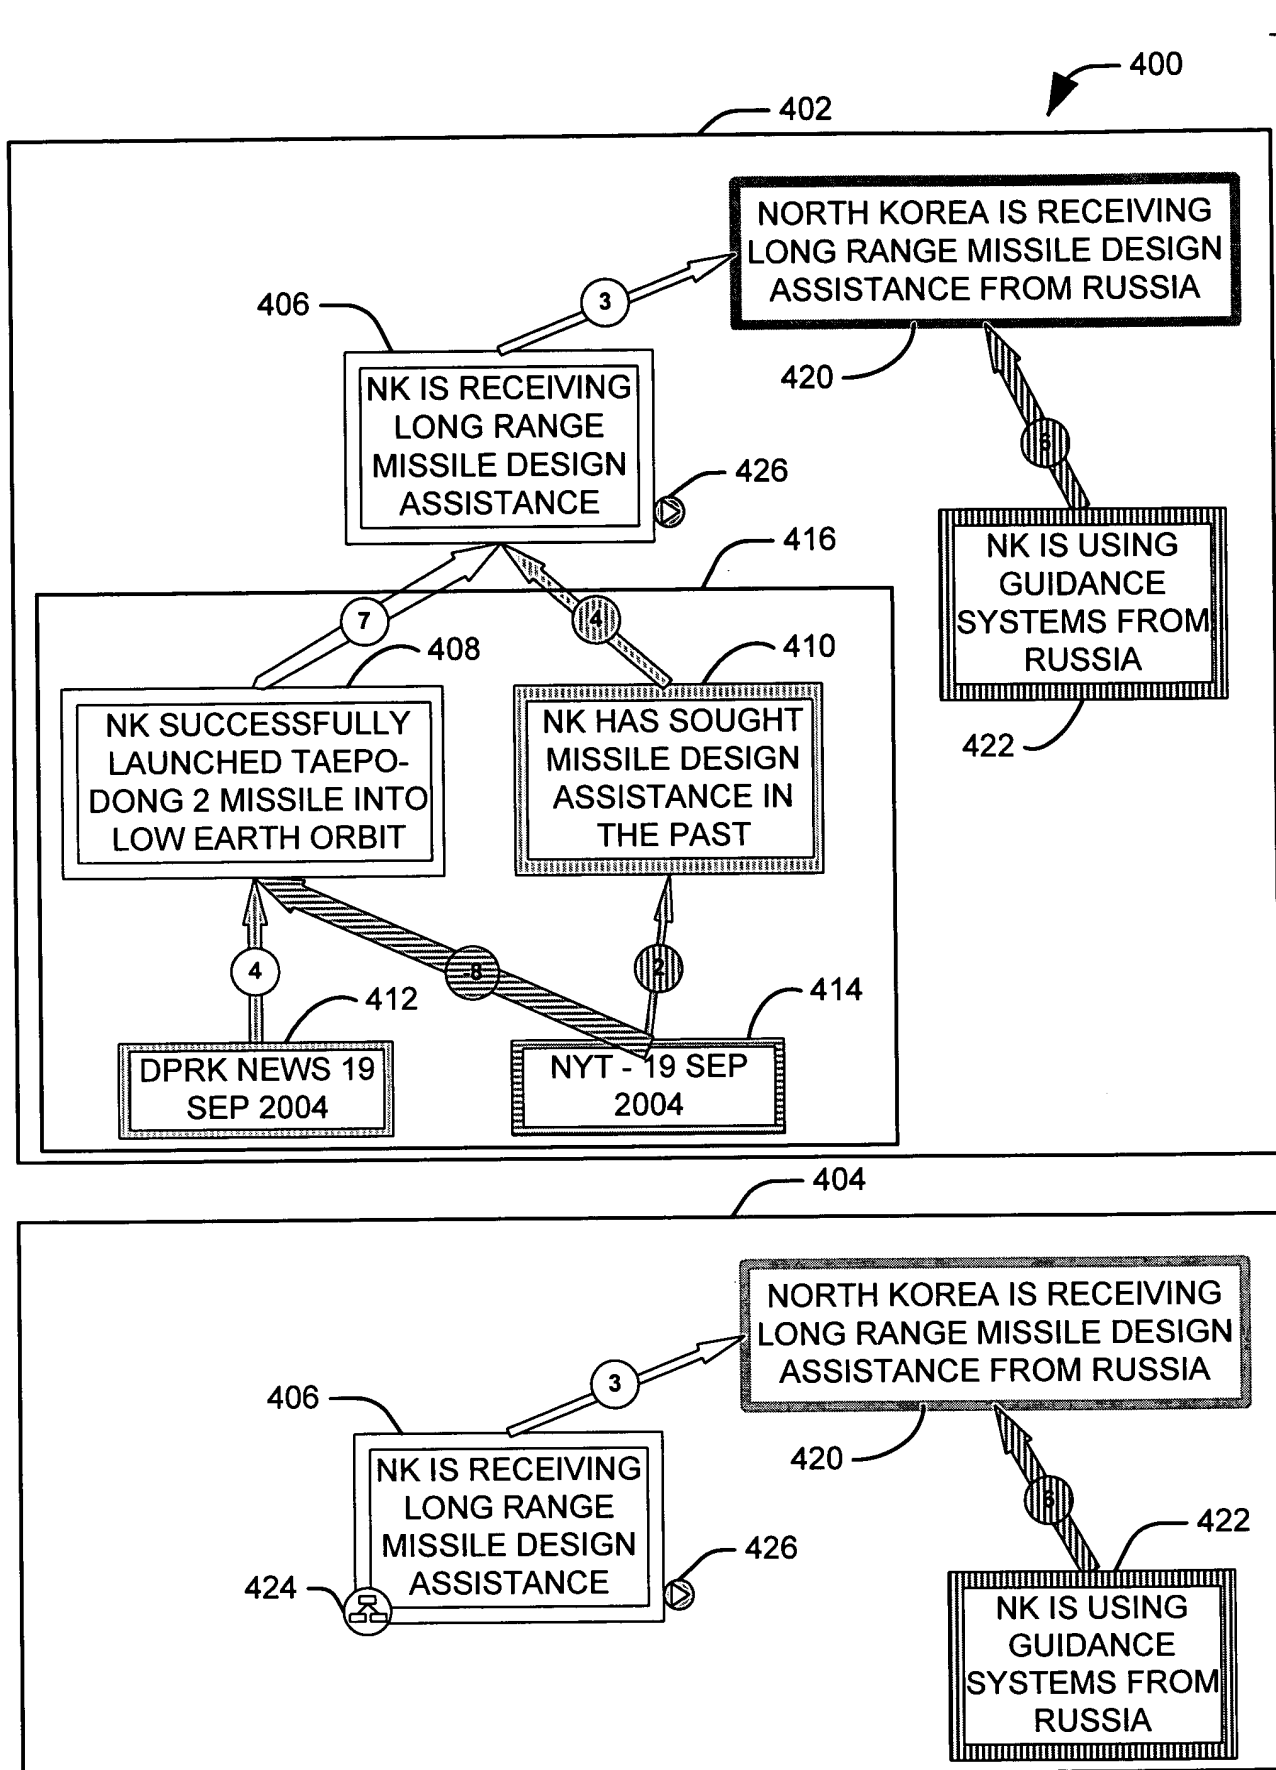 400
402
NORTH KOREA IS RECEIVING
LONG RANGE MISSILE DESIGN
ASSISTANCE FROM RUSSIA
3
406
420
NK IS RECEIVING
LONG RANGE
MISSILE DESIGN
ASSISTANCE
6
426
416
NK IS USING
GUIDANCE
SYSTEMS FROM
RUSSIA
7
4
408
410
422
NK SUCCESSFULLY
LAUNCHED TAEPO-
DONG 2 MISSILE INTO
LOW EARTH ORBIT
NK HAS SOUGHT
MISSILE DESIGN
ASSISTANCE IN
THE PAST
4
-8
2
412
414
DPRK NEWS 19
SEP 2004
NYT - 19 SEP
2004
404
NORTH KOREA IS RECEIVING
LONG RANGE MISSILE DESIGN
ASSISTANCE FROM RUSSIA
3
406
420
NK IS RECEIVING
LONG RANGE
MISSILE DESIGN
ASSISTANCE
6
422
426
424
NK IS USING
GUIDANCE
SYSTEMS FROM
RUSSIA